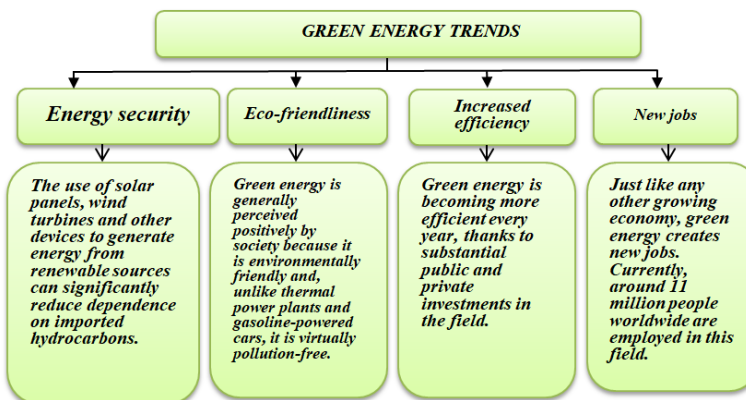 GREEN ENERGY TRENDS
Energy security
Eco-friendliness
Increased
efficiency
New jobs
The use of solar
panels, wind
turbines and other
devices to generate
energy from
renewable sources
can significantly
reduce dependence
on imported
hydrocarbons.
Green energy is
generally
perceived
positively by
society because it
is environmentally
friendly and,
unlike thermal
power plants and
gasoline-powered
cars, it is virtually
pollution-free.
Green energy is
becoming more
efficient every
year, thanks to
substantial
public and
private
investments in
the field.
Just like any
other growing
economy, green
energy creates
new jobs.
Currently,
around 11
million people
worldwide are
employed in this
field.